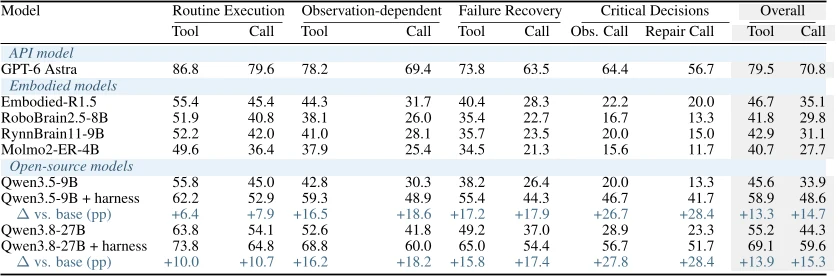 Model Routine Execution Observation-dependent Failure Recovery Critical Decisions Overall
Tool Call Tool Call Tool Call Obs. Call Repair Call Tool Call
API model
GPT-6 Astra 86.8 79.6 78.2 69.4 73.8 63.5 64.4 56.7 79.5 70.8
Embodied models
Embodied-R1.5 55.4 45.4 44.3 31.7 40.4 28.3 22.2 20.0 46.7 35.1
RoboBrain2.5-8B 51.9 40.8 38.1 26.0 35.4 22.7 16.7 13.3 41.8 29.8
RynnBrain11-9B 52.2 42.0 41.0 28.1 35.7 23.5 20.0 15.0 42.9 31.1
Molmo2-ER-4B 49.6 36.4 37.9 25.4 34.5 21.3 15.6 11.7 40.7 27.7
Open-source models
Qwen3.5-9B 55.8 45.0 42.8 30.3 38.2 26.4 20.0 13.3 45.6 33.9
Qwen3.5-9B + harness 62.2 52.9 59.3 48.9 55.4 44.3 46.7 41.7 58.9 48.6
Δ vs. base (pp) +6.4 +7.9 +16.5 +18.6 +17.2 +17.9 +26.7 +28.4 +13.3 +14.7
Qwen3.8-27B 63.8 54.1 52.6 41.8 49.2 37.0 28.9 23.3 55.2 44.3
Qwen3.8-27B + harness 73.8 64.8 68.8 60.0 65.0 54.4 56.7 51.7 69.1 59.6
Δ vs. base (pp) +10.0 +10.7 +16.2 +18.2 +15.8 +17.4 +27.8 +28.4 +13.9 +15.3